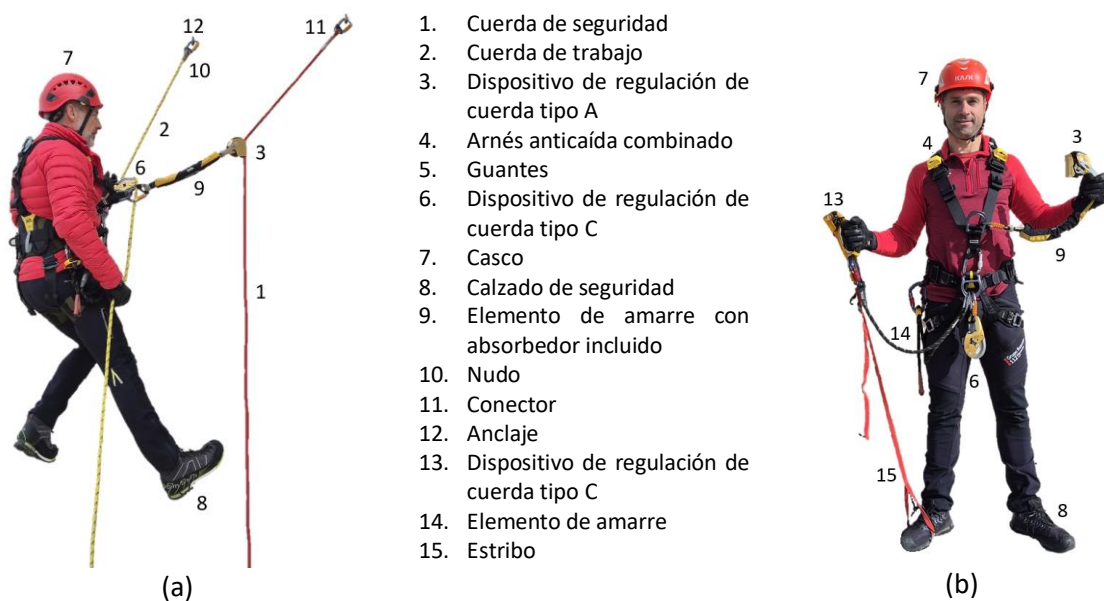 12
11
7
10
2
6
3
9
1
8
(a)
1. Cuerda de seguridad
2. Cuerda de trabajo
3. Dispositivo de regulación de
cuerda tipo A
4. Arnés anticaída combinado
5. Guantes
6. Dispositivo de regulación de
cuerda tipo C
7. Casco
8. Calzado de seguridad
9. Elemento de amarre con
absorbedor incluido
10. Nudo
11. Conector
12. Anclaje
13. Dispositivo de regulación de
cuerda tipo C
14. Elemento de amarre
15. Estribo
7
KASK
4
3
13
9
14
6
15
8
(b)